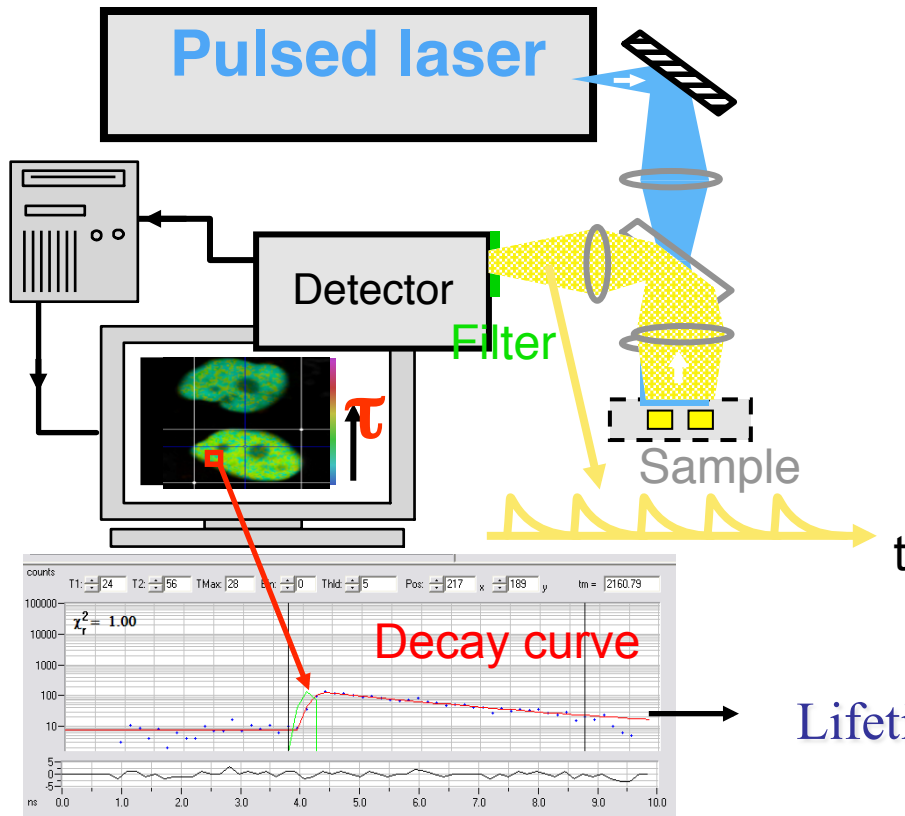 Pulsed laser
Detector
Filter
τ
Sample
t
counts
T1: 24 T2: 56 TMax: 28 Bin: 0 Thld: 5 Pos: 217 x 189 y tm = 2160.79
100000
χ²r = 1.00
10000
Decay curve
1000
100
10
5
0
-5
ns 0.0 1.0 2.0 3.0 4.0 5.0 6.0 7.0 8.0 9.0 10.0